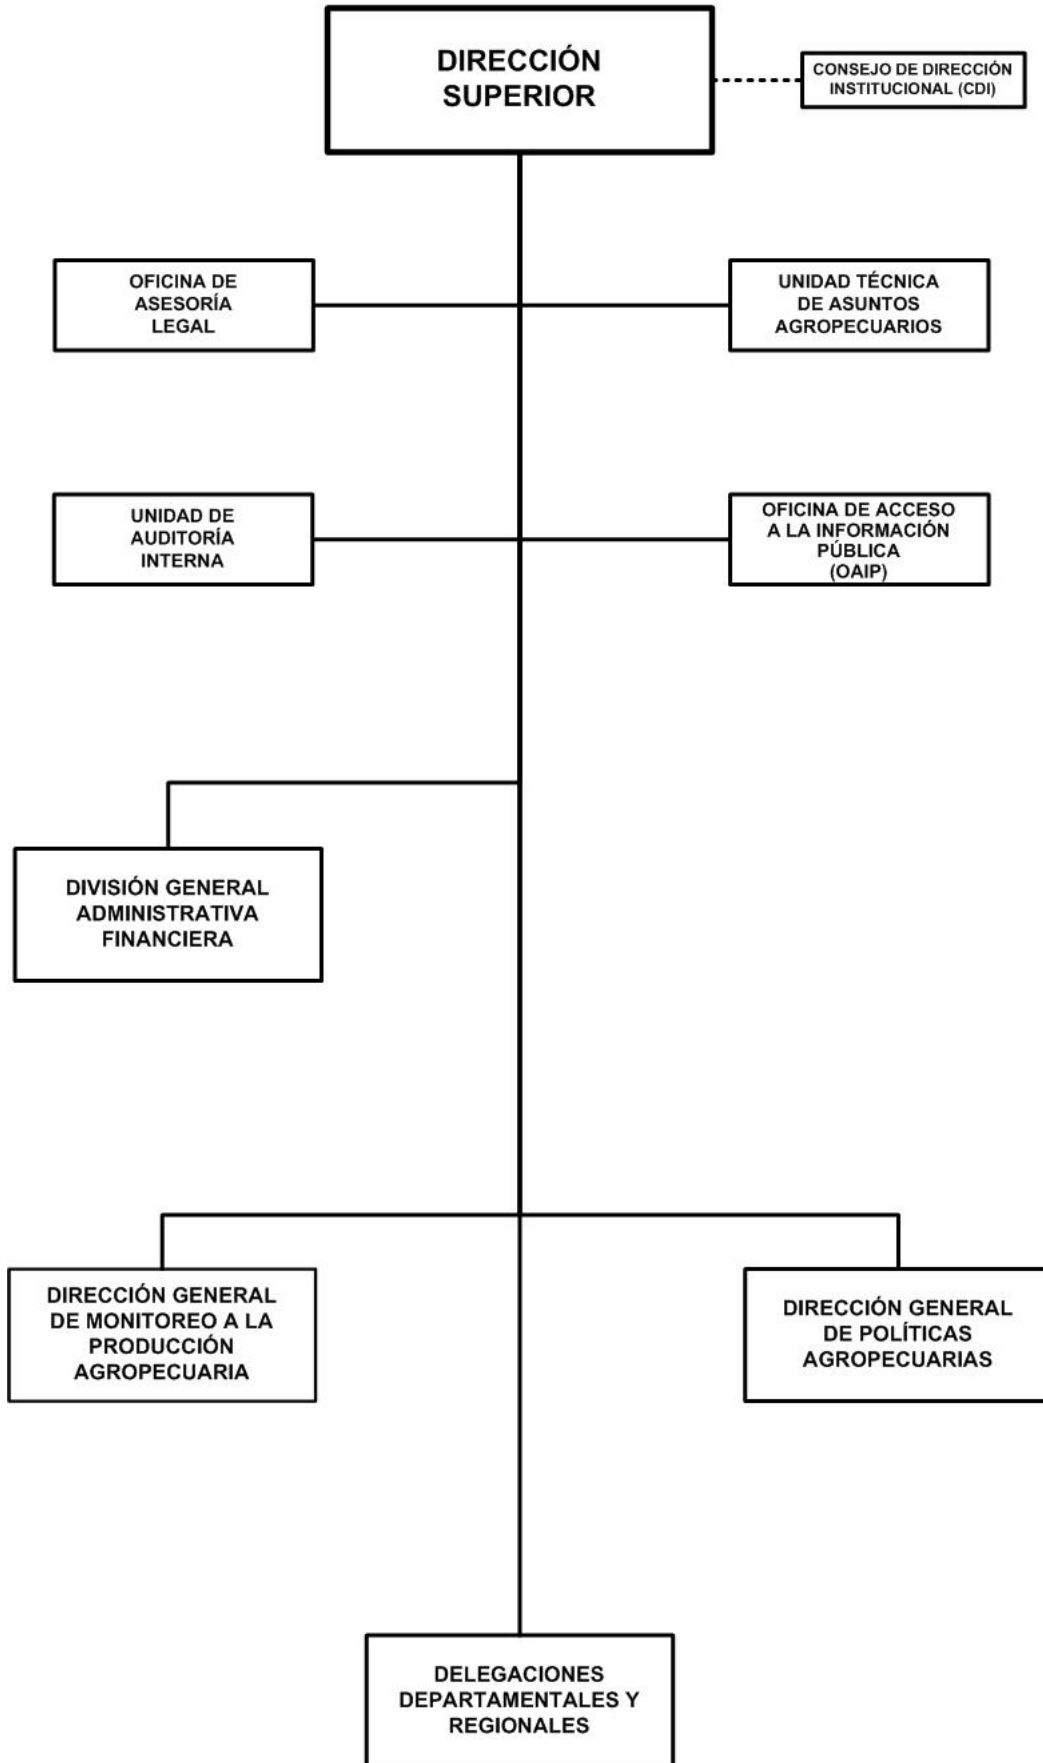 DIRECCIÓN
SUPERIOR
CONSEJO DE DIRECCIÓN
INSTITUCIONAL (CDI)
OFICINA DE
ASESORÍA
LEGAL
UNIDAD TÉCNICA
DE ASUNTOS
AGROPECUARIOS
UNIDAD DE
AUDITORÍA
INTERNA
OFICINA DE ACCESO
A LA INFORMACIÓN
PÚBLICA
(OAIP)
DIVISIÓN GENERAL
ADMINISTRATIVA
FINANCIERA
DIRECCIÓN GENERAL
DE MONITOREO A LA
PRODUCCIÓN
AGROPECUARIA
DIRECCIÓN GENERAL
DE POLÍTICAS
AGROPECUARIAS
DELEGACIONES
DEPARTAMENTALES Y
REGIONALES